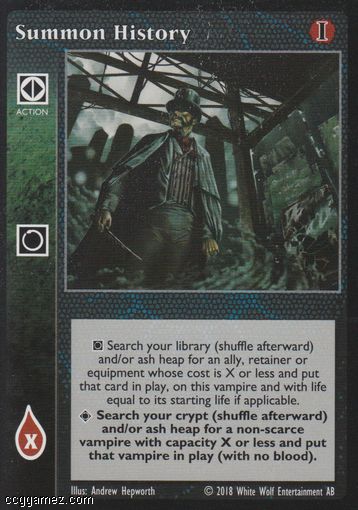 Summon History
I
ACTION
Search your library (shuffle afterward)
and/or ash heap for an ally, retainer or
equipment whose cost is X or less and put
that card in play, on this vampire and with life
equal to its starting life if applicable.
Search your crypt (shuffle afterward)
and/or ash heap for a non-scarce
vampire with capacity X or less and put
that vampire in play (with no blood).
X
Illus: Andrew Hepworth © 2018 White Wolf Entertainment AB
ccggamez.com